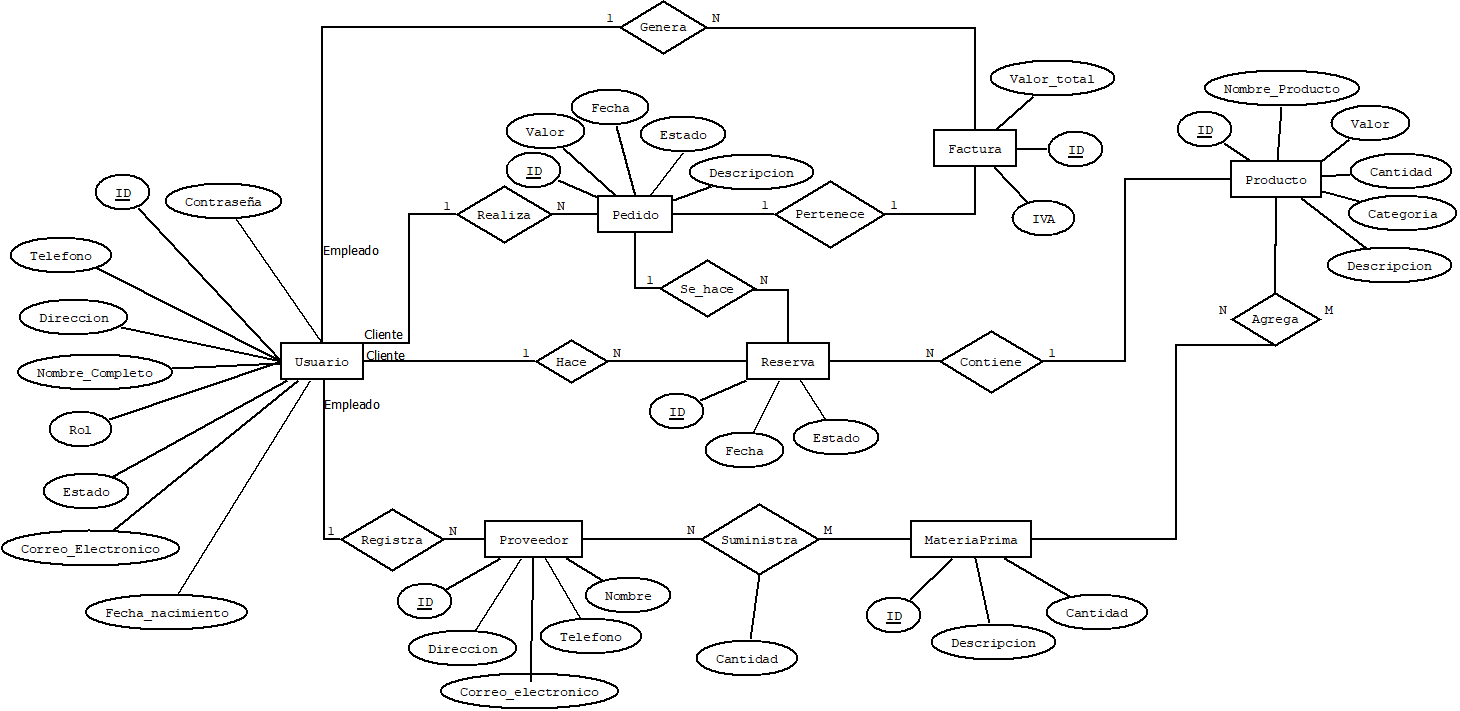 1
Genera
N
Valor_total
Nombre_Producto
Fecha
Valor
Estado
ID
Valor
Factura
ID
ID
Descripcion
Cantidad
Producto
ID
Contraseña
1
Realiza
N
Pedido
1
Pertenece
1
IVA
Categoria
Empleado
Telefono
Descripcion
1
Se_hace
N
Direccion
N
Agrega
M
Cliente
Usuario
Cliente
1
Hace
N
Reserva
N
Contiene
1
Nombre_Completo
Empleado
ID
Rol
Fecha
Estado
Estado
1
Registra
N
Proveedor
N
Suministra
M
MateriaPrima
Correo_Electronico
ID
Nombre
ID
Cantidad
Fecha_nacimiento
Direccion
Telefono
Cantidad
Descripcion
Correo_electronico